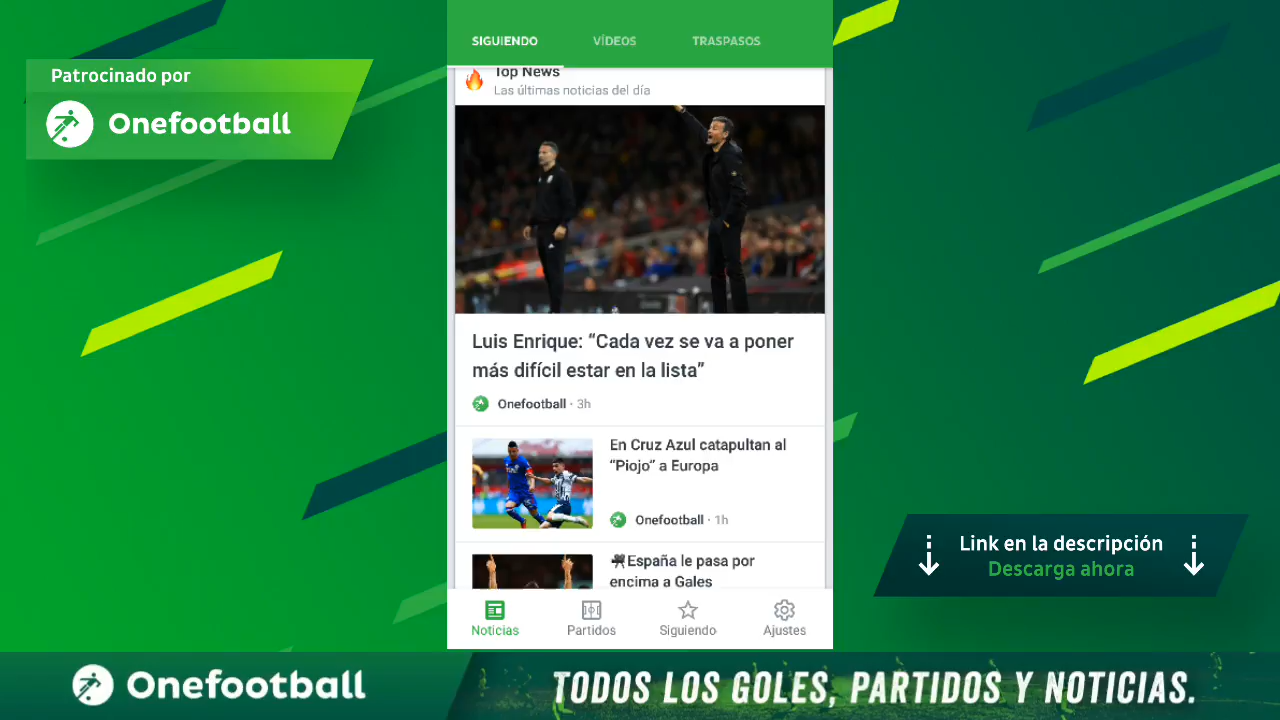 Patrocinado por
Onefootball
SIGUIENDO
VÍDEOS
TRASPASOS
Top News
Las últimas noticias del día
Luis Enrique: “Cada vez se va a poner
más difícil estar en la lista”
Onefootball · 3h
En Cruz Azul catapultan al
“Piojo” a Europa
Onefootball · 1h
🎥España le pasa por
encima a Gales
Noticias
Partidos
Siguiendo
Ajustes
Link en la descripción
Descarga ahora
Onefootball
TODOS LOS GOLES, PARTIDOS Y NOTICIAS.